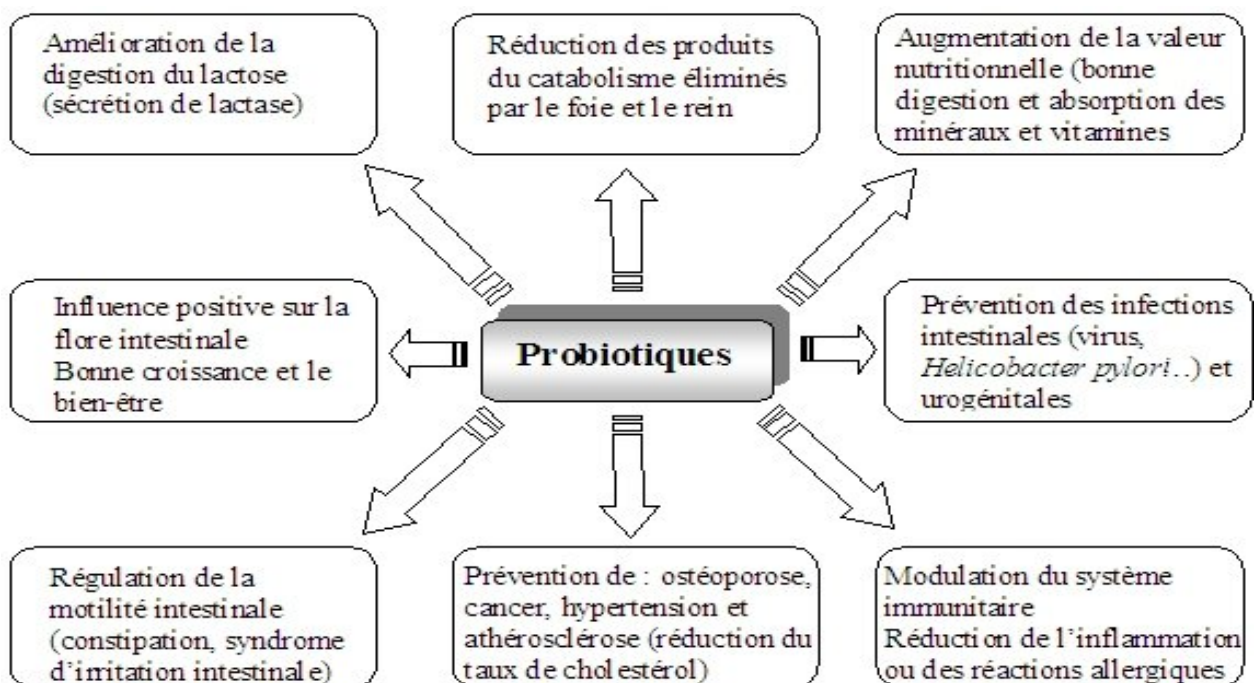 Amélioration de la
digestion du lactose
(sécrétion de lactase)
Réduction des produits
du catabolisme éliminés
par le foie et le rein
Augmentation de la valeur
nutritionnelle (bonne
digestion et absorption des
minéraux et vitamines
Influence positive sur la
flore intestinale
Bonne croissance et le
bien-être
Probiotiques
Prévention des infections
intestinales (virus,
Helicobacter pylori..) et
urogénitales
Régulation de la
motilité intestinale
(constipation, syndrome
d’irritation intestinale)
Prévention de : ostéoporose,
cancer, hypertension et
athérosclérose (réduction du
taux de cholestérol)
Modulation du système
immunitaire
Réduction de l’inflammation
ou des réactions allergiques